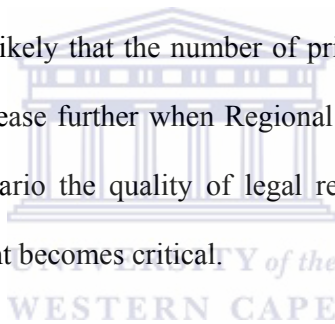 ikely that the number of pri
ease further when Regional
ario the quality of legal re
nt becomes critical.
UNIVERSITY of the
WESTERN CAPE